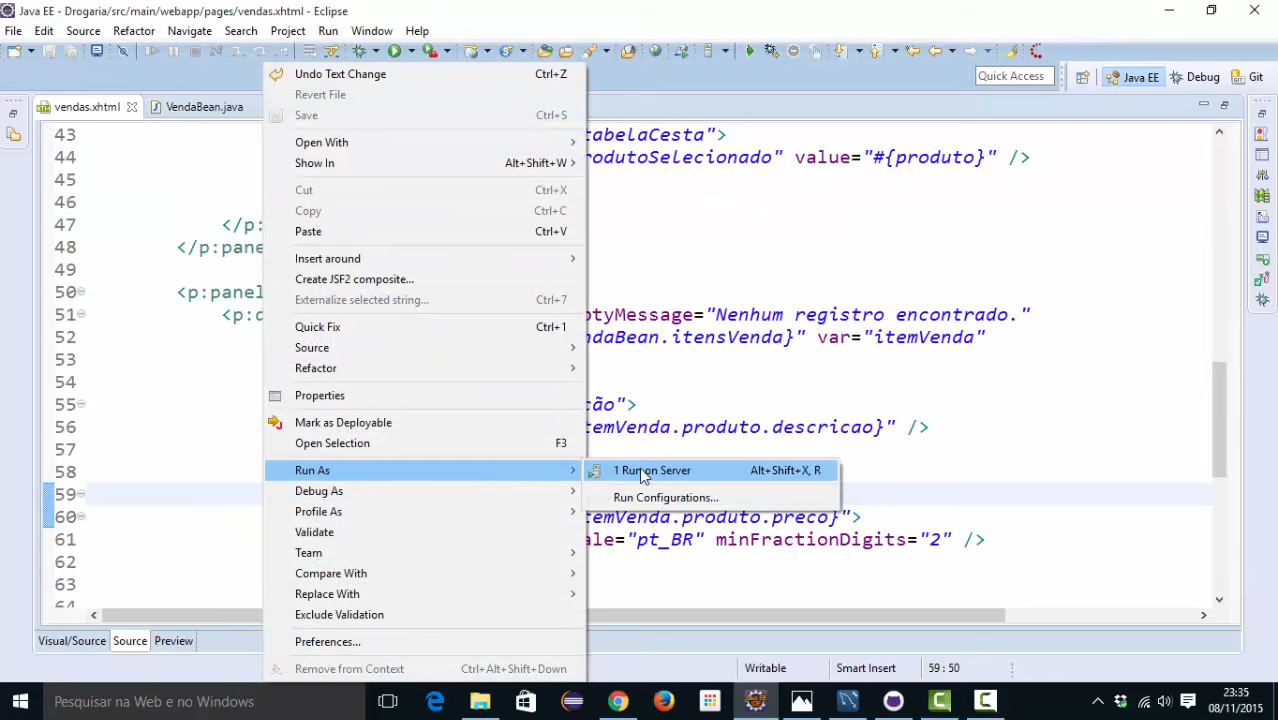 Java EE - Drogaria/src/main/webapp/pages/vendas.xhtml - Eclipse
File Edit Source Refactor Navigate Search Project Run Window Help
Quick Access Java EE Debug Git
vendas.xhtml VendaBean.java
Undo Text Change Ctrl+Z
Revert File
Save Ctrl+S
Open With
Show In Alt+Shift+W
Cut Ctrl+X
Copy Ctrl+C
Paste Ctrl+V
Insert around
Create JSF2 composite...
Externalize selected string... Ctrl+7
Quick Fix Ctrl+1
Source
Refactor
Properties
Mark as Deployable
Open Selection F3
Run As
Debug As
Profile As
Validate
Team
Compare With
Replace With
Exclude Validation
Preferences...
Remove from Context Ctrl+Alt+Shift+Down
1 Run on Server Alt+Shift+X, R
Run Configurations...
43 tabelaCesta">
44 rodutoSelecionado" value="#{produto}" />
45
46
47 </p:
48 </p:pane
49
50 <p:panel
51 <p:d ptyMessage="Nenhum registro encontrado."
52 ndaBean.itensVenda}" var="itemVenda"
53
54
55 ção">
56 temVenda.produto.descricao}" />
57
58
59
60 temVenda.produto.preco}">
61 ale="pt_BR" minFractionDigits="2" />
62
63
64
Visual/Source Source Preview
Writable Smart Insert 59 : 50
Pesquisar na Web e no Windows
23:35
08/11/2015